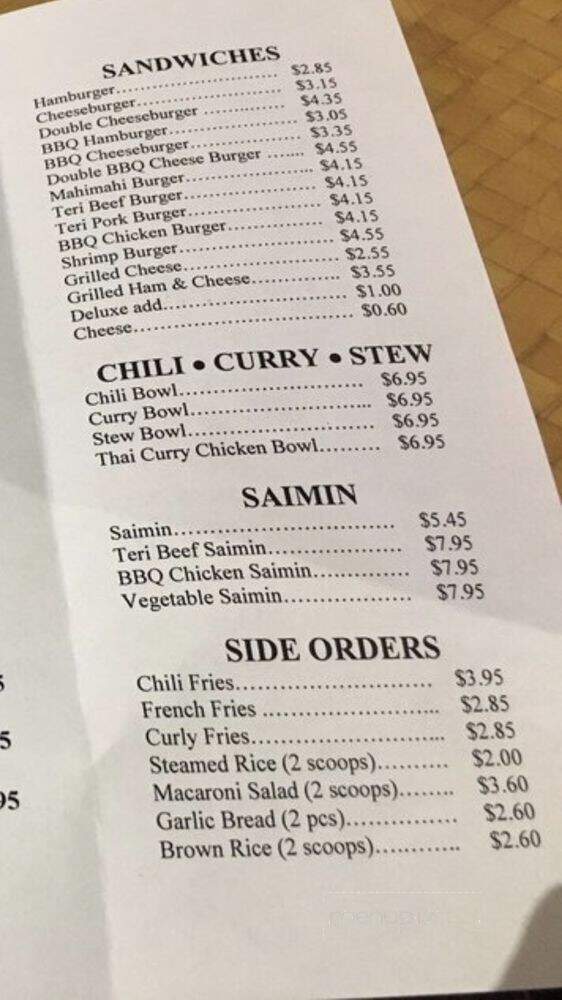 SANDWICHES
Hamburger........................... $2.85
Cheeseburger........................ $3.15
Double Cheeseburger .............. $4.35
BBQ Hamburger...................... $3.05
BBQ Cheeseburger................... $3.35
Double BBQ Cheese Burger ....... $4.55
Mahimahi Burger..................... $4.15
Teri Beef Burger....................... $4.15
Teri Pork Burger....................... $4.15
BBQ Chicken Burger................ $4.15
Shrimp Burger.......................... $4.55
Grilled Cheese.......................... $2.55
Grilled Ham & Cheese............... $3.55
Deluxe add............................... $1.00
Cheese..................................... $0.60
CHILI • CURRY • STEW
Chili Bowl............................... $6.95
Curry Bowl.............................. $6.95
Stew Bowl............................... $6.95
Thai Curry Chicken Bowl......... $6.95
SAIMIN
Saimin................................... $5.45
Teri Beef Saimin..................... $7.95
BBQ Chicken Saimin............... $7.95
Vegetable Saimin.................... $7.95
SIDE ORDERS
Chili Fries.............................. $3.95
French Fries ........................... $2.85
Curly Fries............................. $2.85
Steamed Rice (2 scoops).......... $2.00
Macaroni Salad (2 scoops)........ $3.60
Garlic Bread (2 pcs)................ $2.60
Brown Rice (2 scoops)............. $2.60
5
5
95